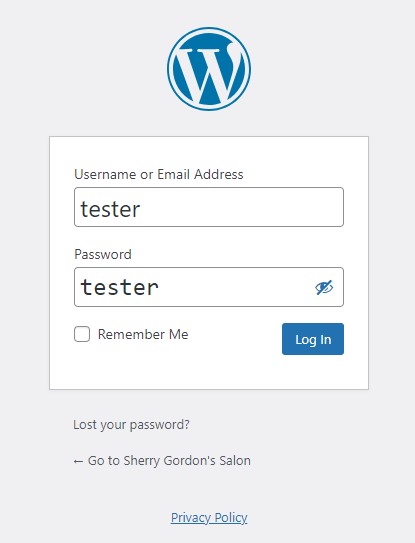 Username or Email Address
tester
Password
tester
Remember Me
Log In
Lost your password?
← Go to Sherry Gordon's Salon
Privacy Policy